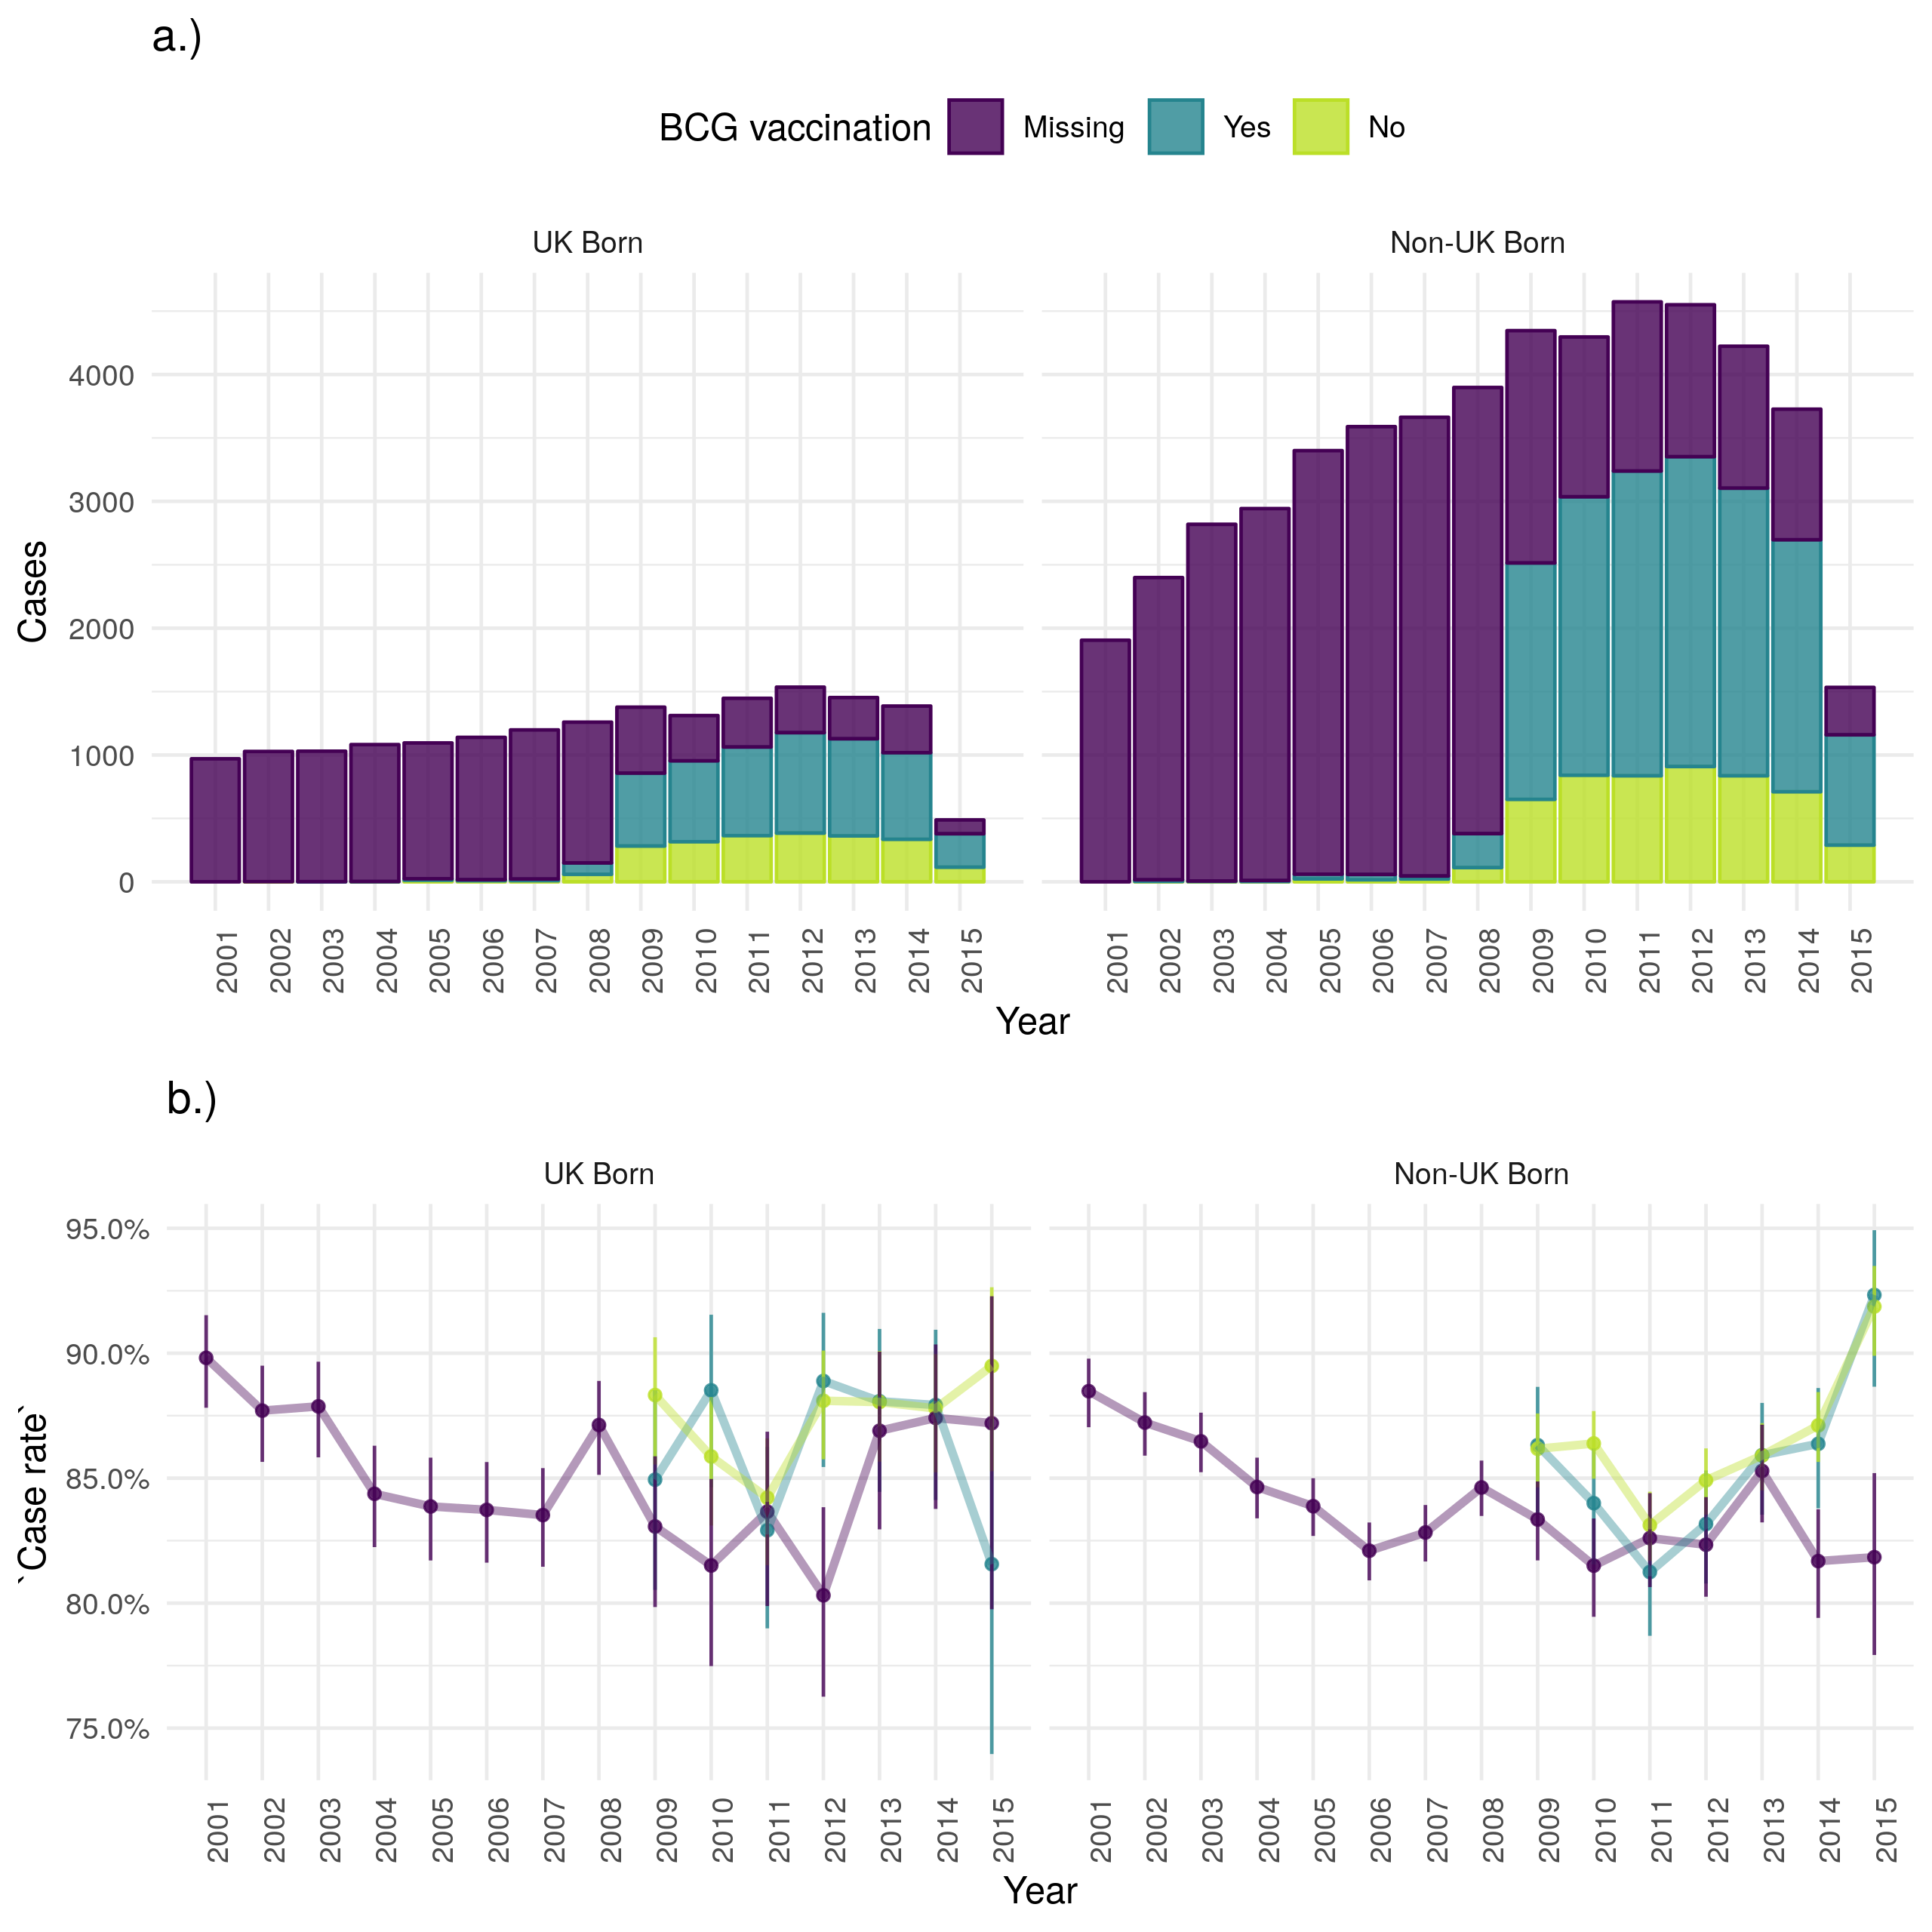 a.)
BCG vaccination Missing Yes No
UK Born Non-UK Born
Cases
4000
3000
2000
1000
0
2001 2002 2003 2004 2005 2006 2007 2008 2009 2010 2011 2012 2013 2014 2015 2001 2002 2003 2004 2005 2006 2007 2008 2009 2010 2011 2012 2013 2014 2015
Year
b.)
UK Born Non-UK Born
`Case rate`
95.0%
90.0%
85.0%
80.0%
75.0%
2001 2002 2003 2004 2005 2006 2007 2008 2009 2010 2011 2012 2013 2014 2015 2001 2002 2003 2004 2005 2006 2007 2008 2009 2010 2011 2012 2013 2014 2015
Year